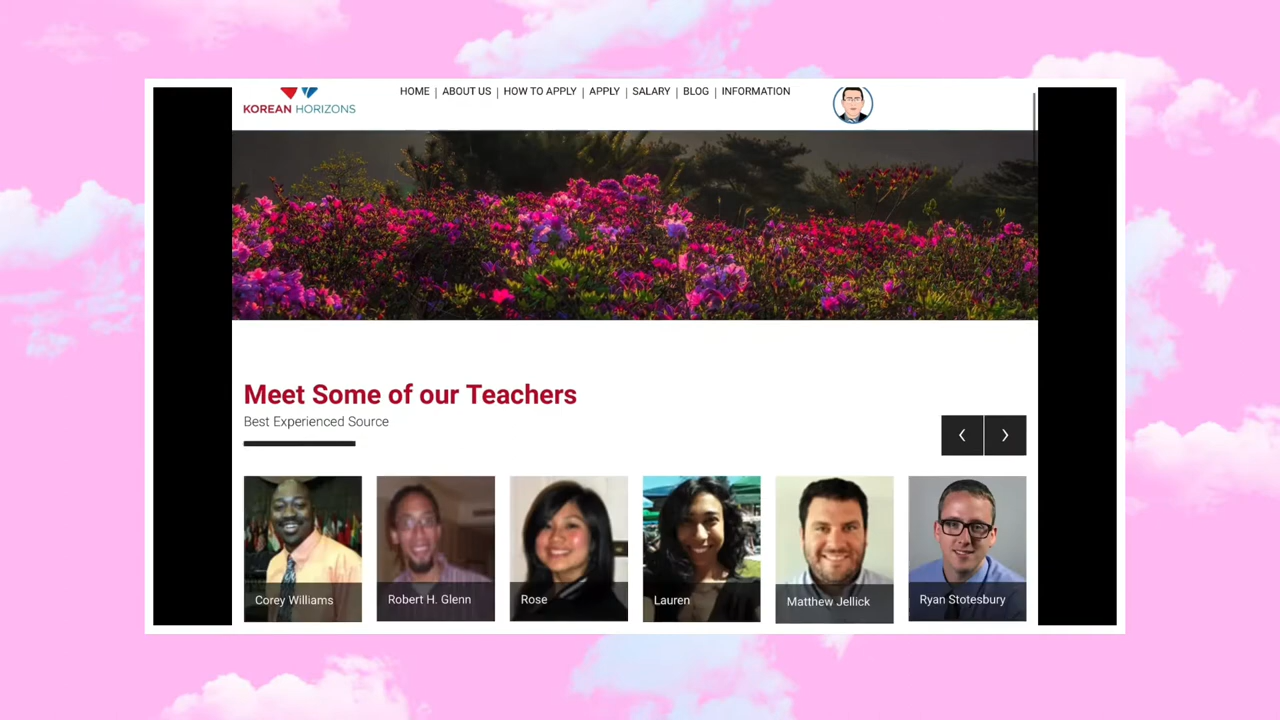 KOREAN HORIZONS
HOME | ABOUT US | HOW TO APPLY | APPLY | SALARY | BLOG | INFORMATION
Meet Some of our Teachers
Best Experienced Source
Corey Williams
Robert H. Glenn
Rose
Lauren
Matthew Jellick
Ryan Stotesbury